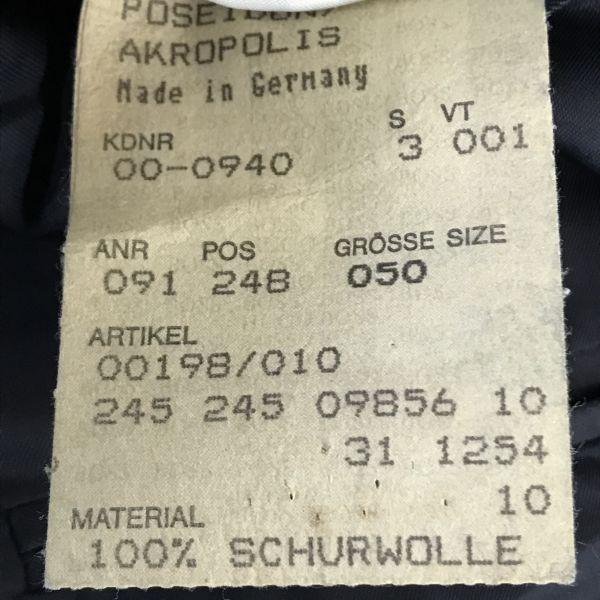 POSEIDON/
AKROPOLIS
Made in Germany
S VT
KDNR 3 001
00-0940
ANR POS GRÖSSE SIZE
091 248 050
ARTIKEL
00198/010
245 245 09856 10
31 1254
10
MATERIAL
100% SCHURWOLLE